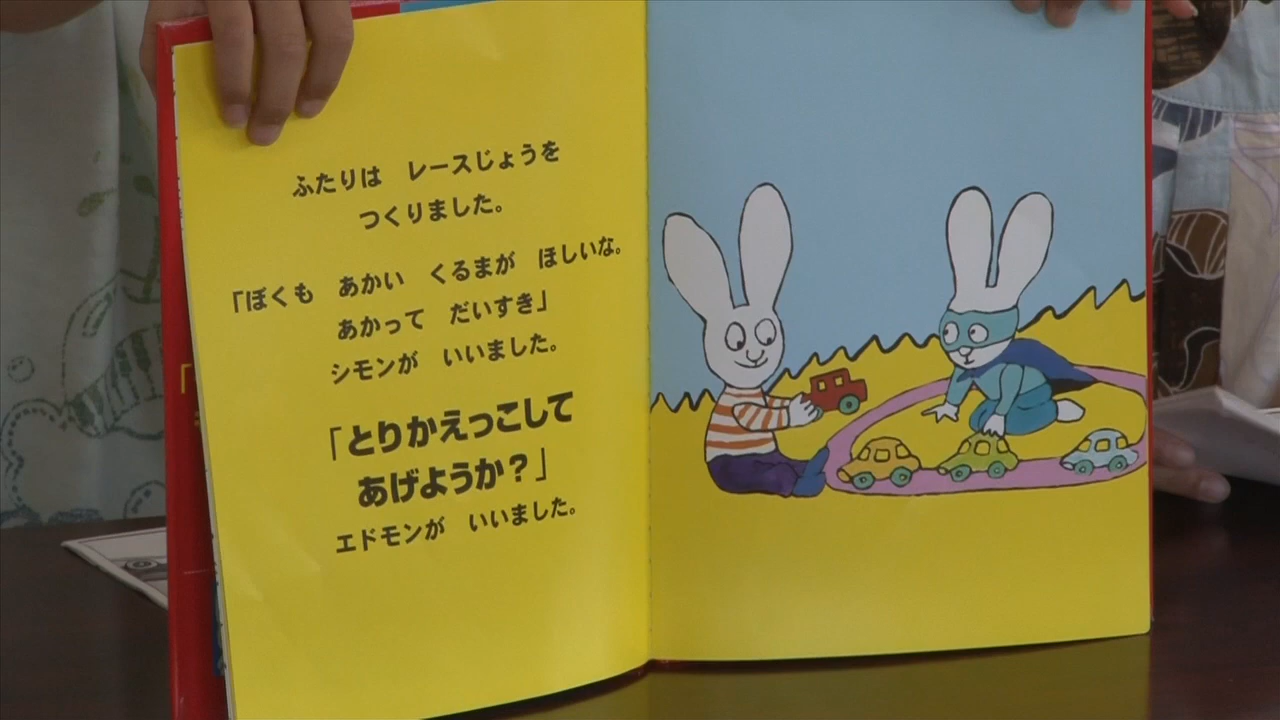 ふたりは　レースじょうを
つくりました。
「ぼくも　あかい　くるまが　ほしいな。
あかって　だいすき」
シモンが　いいました。
「とりかえっこして
あげようか？」
エドモンが　いいました。